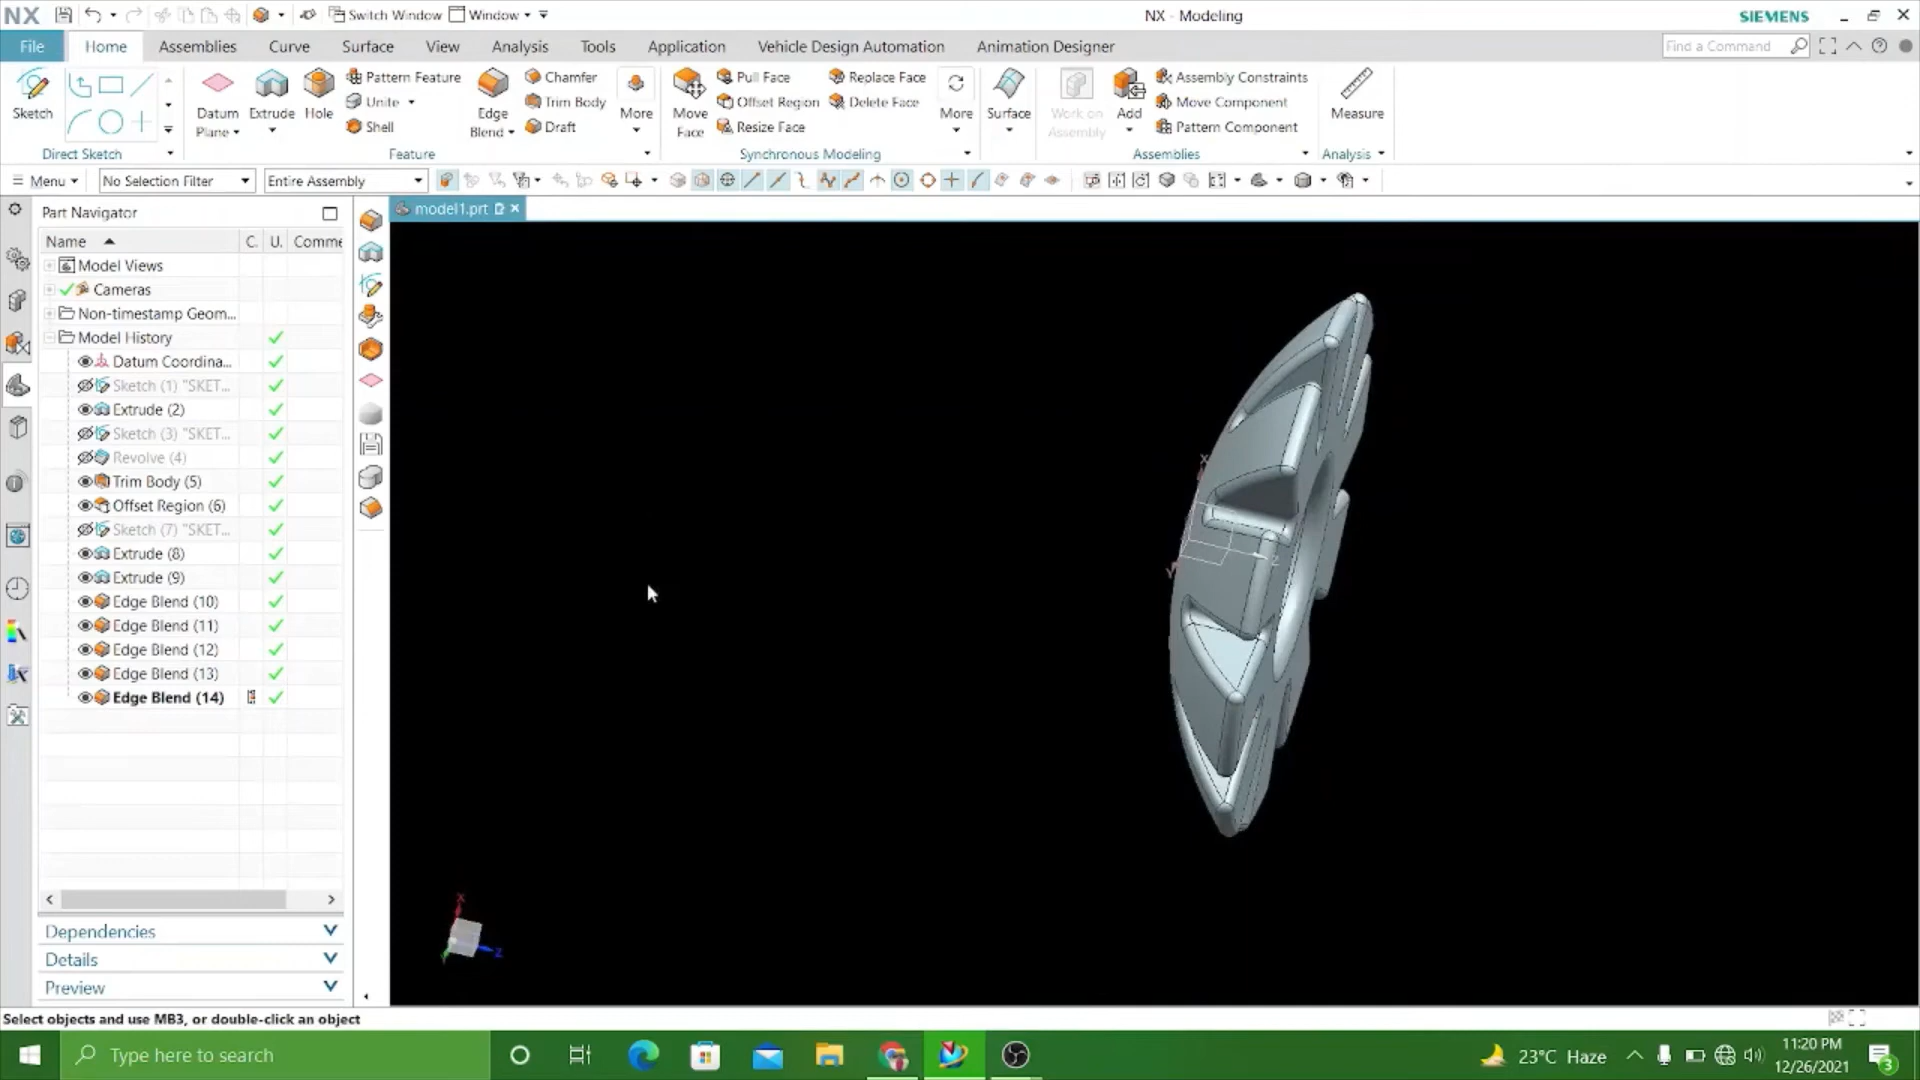 NX
Switch Window
Window
NX - Modeling
SIEMENS
File
Home
Assemblies
Curve
Surface
View
Analysis
Tools
Application
Vehicle Design Automation
Animation Designer
Find a Command
Sketch
Direct Sketch
Datum
Plane
Extrude
Hole
Pattern Feature
Unite
Shell
Edge
Blend
Chamfer
Trim Body
Draft
More
Feature
Move
Face
Pull Face
Offset Region
Resize Face
Replace Face
Delete Face
More
Synchronous Modeling
Surface
Work on
Assembly
Add
Assembly Constraints
Move Component
Pattern Component
Assemblies
Measure
Analysis
Menu
No Selection Filter
Entire Assembly
Part Navigator
model1.prt
Name
C.
U.
Comme
Model Views
Cameras
Non-timestamp Geom...
Model History
Datum Coordina...
Sketch (1) "SKET...
Extrude (2)
Sketch (3) "SKET...
Revolve (4)
Trim Body (5)
Offset Region (6)
Sketch (7) "SKET...
Extrude (8)
Extrude (9)
Edge Blend (10)
Edge Blend (11)
Edge Blend (12)
Edge Blend (13)
Edge Blend (14)
X
Y
Z
X
Z
Dependencies
Details
Preview
Select objects and use MB3, or double-click an object
Type here to search
23°C Haze
11:20 PM
12/26/2021
3